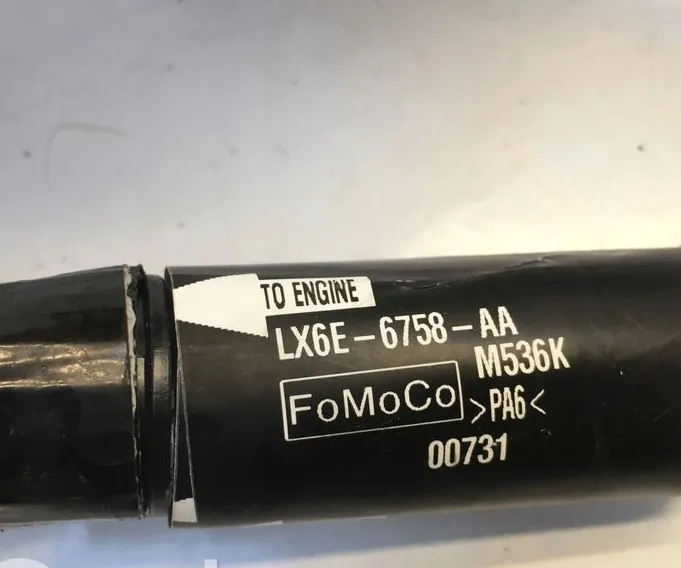 TO ENGINE
LX6E-6758-AA
M536K
FoMoCo
>PA6<
00731